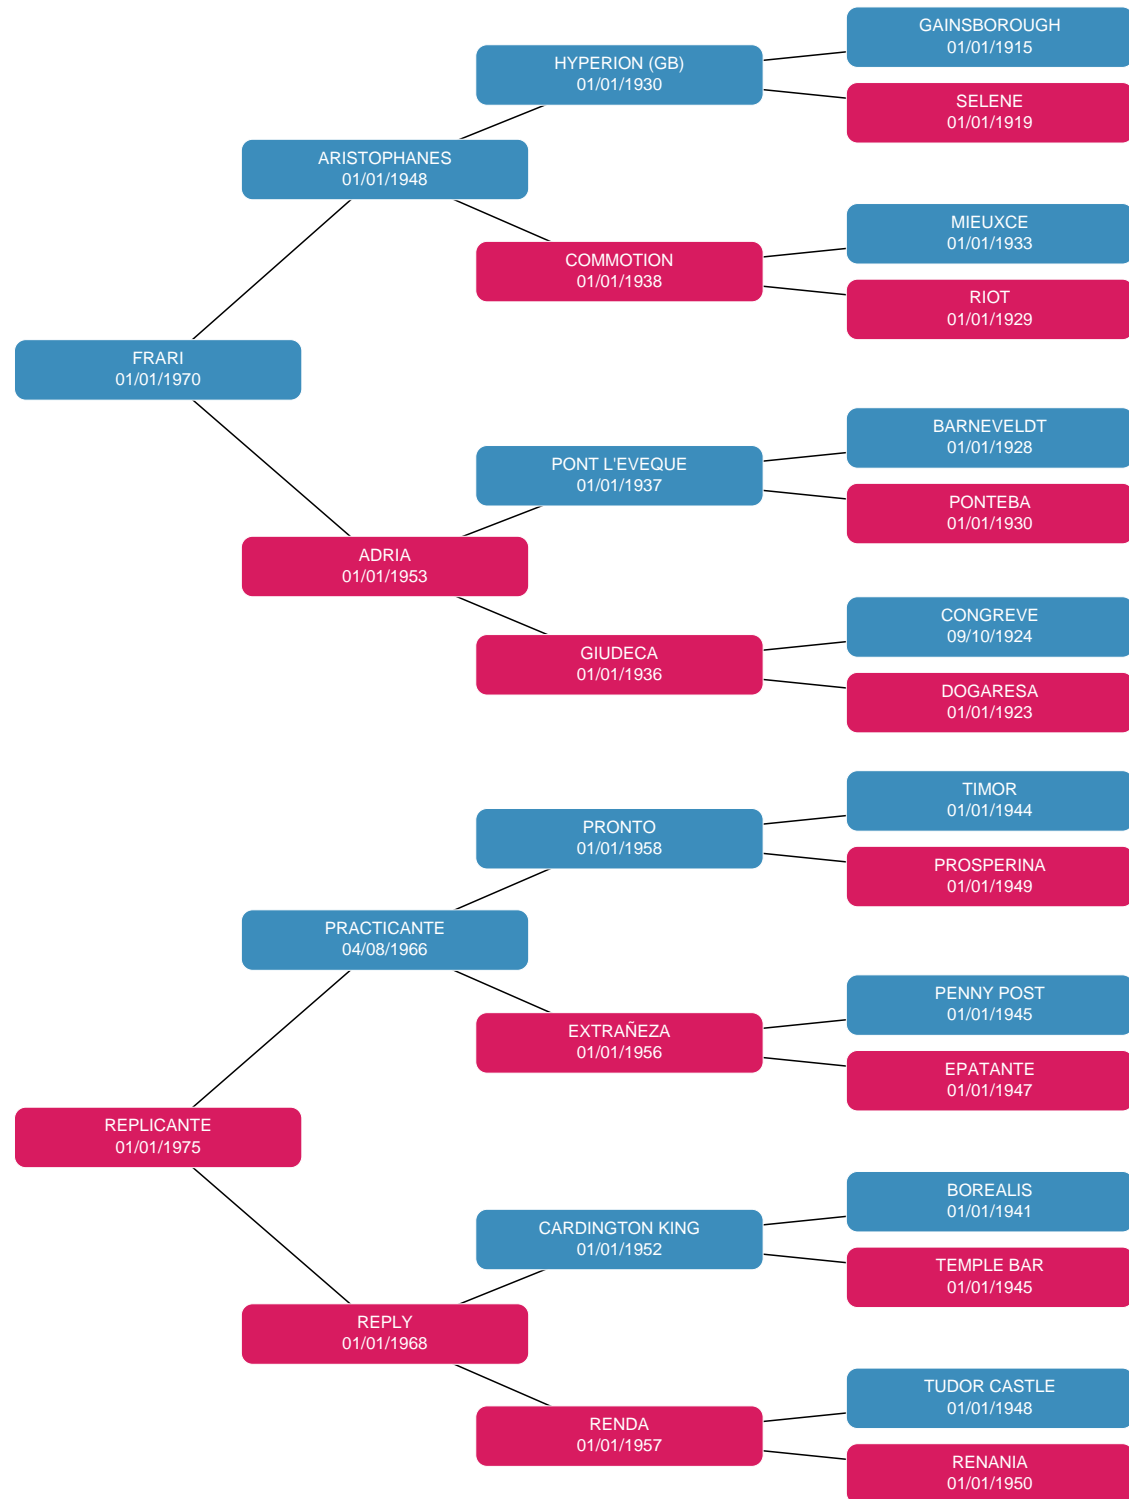 GAINSBOROUGH
01/01/1915
HYPERION (GB)
01/01/1930
SELENE
01/01/1919
ARISTOPHANES
01/01/1948
MIEUXCE
01/01/1933
COMMOTION
01/01/1938
RIOT
01/01/1929
FRARI
01/01/1970
BARNEVELDT
01/01/1928
PONT L'EVEQUE
01/01/1937
PONTEBA
01/01/1930
ADRIA
01/01/1953
CONGREVE
09/10/1924
GIUDECA
01/01/1936
DOGARESA
01/01/1923
TIMOR
01/01/1944
PRONTO
01/01/1958
PROSPERINA
01/01/1949
PRACTICANTE
04/08/1966
PENNY POST
01/01/1945
EXTRAÑEZA
01/01/1956
EPATANTE
01/01/1947
REPLICANTE
01/01/1975
BOREALIS
01/01/1941
CARDINGTON KING
01/01/1952
TEMPLE BAR
01/01/1945
REPLY
01/01/1968
TUDOR CASTLE
01/01/1948
RENDA
01/01/1957
RENANIA
01/01/1950